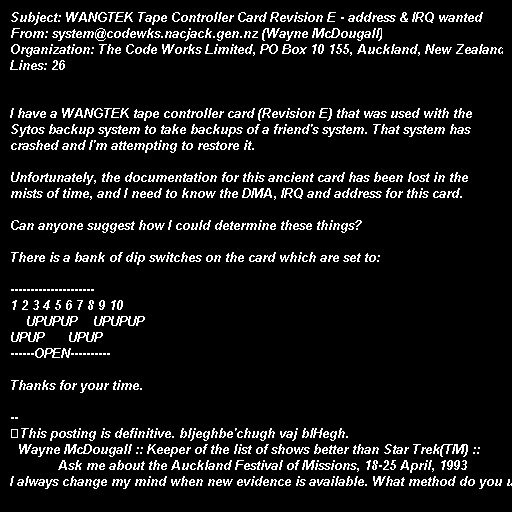 Subject: WANGTEK Tape Controller Card Revision E - address & IRQ wanted
From: system@codewks.nacjack.gen.nz (Wayne McDougall)
Organization: The Code Works Limited, PO Box 10 155, Auckland, New Zealand
Lines: 26

I have a WANGTEK tape controller card (Revision E) that was used with the
Sytos backup system to take backups of a friend's system. That system has
crashed and I'm attempting to restore it.

Unfortunately, the documentation for this ancient card has been lost in the
mists of time, and I need to know the DMA, IRQ and address for this card.

Can anyone suggest how I could determine these things?

There is a bank of dip switches on the card which are set to:

---------------------
1 2 3 4 5 6 7 8 9 10
    UPUPUP    UPUPUP
UPUP      UPUP
------OPEN----------

Thanks for your time.

--
This posting is definitive. bIjeghbe'chugh vaj bIHegh.
  Wayne McDougall :: Keeper of the list of shows better than Star Trek(TM) ::
            Ask me about the Auckland Festival of Missions, 18-25 April, 1993
I always change my mind when new evidence is available. What method do you u